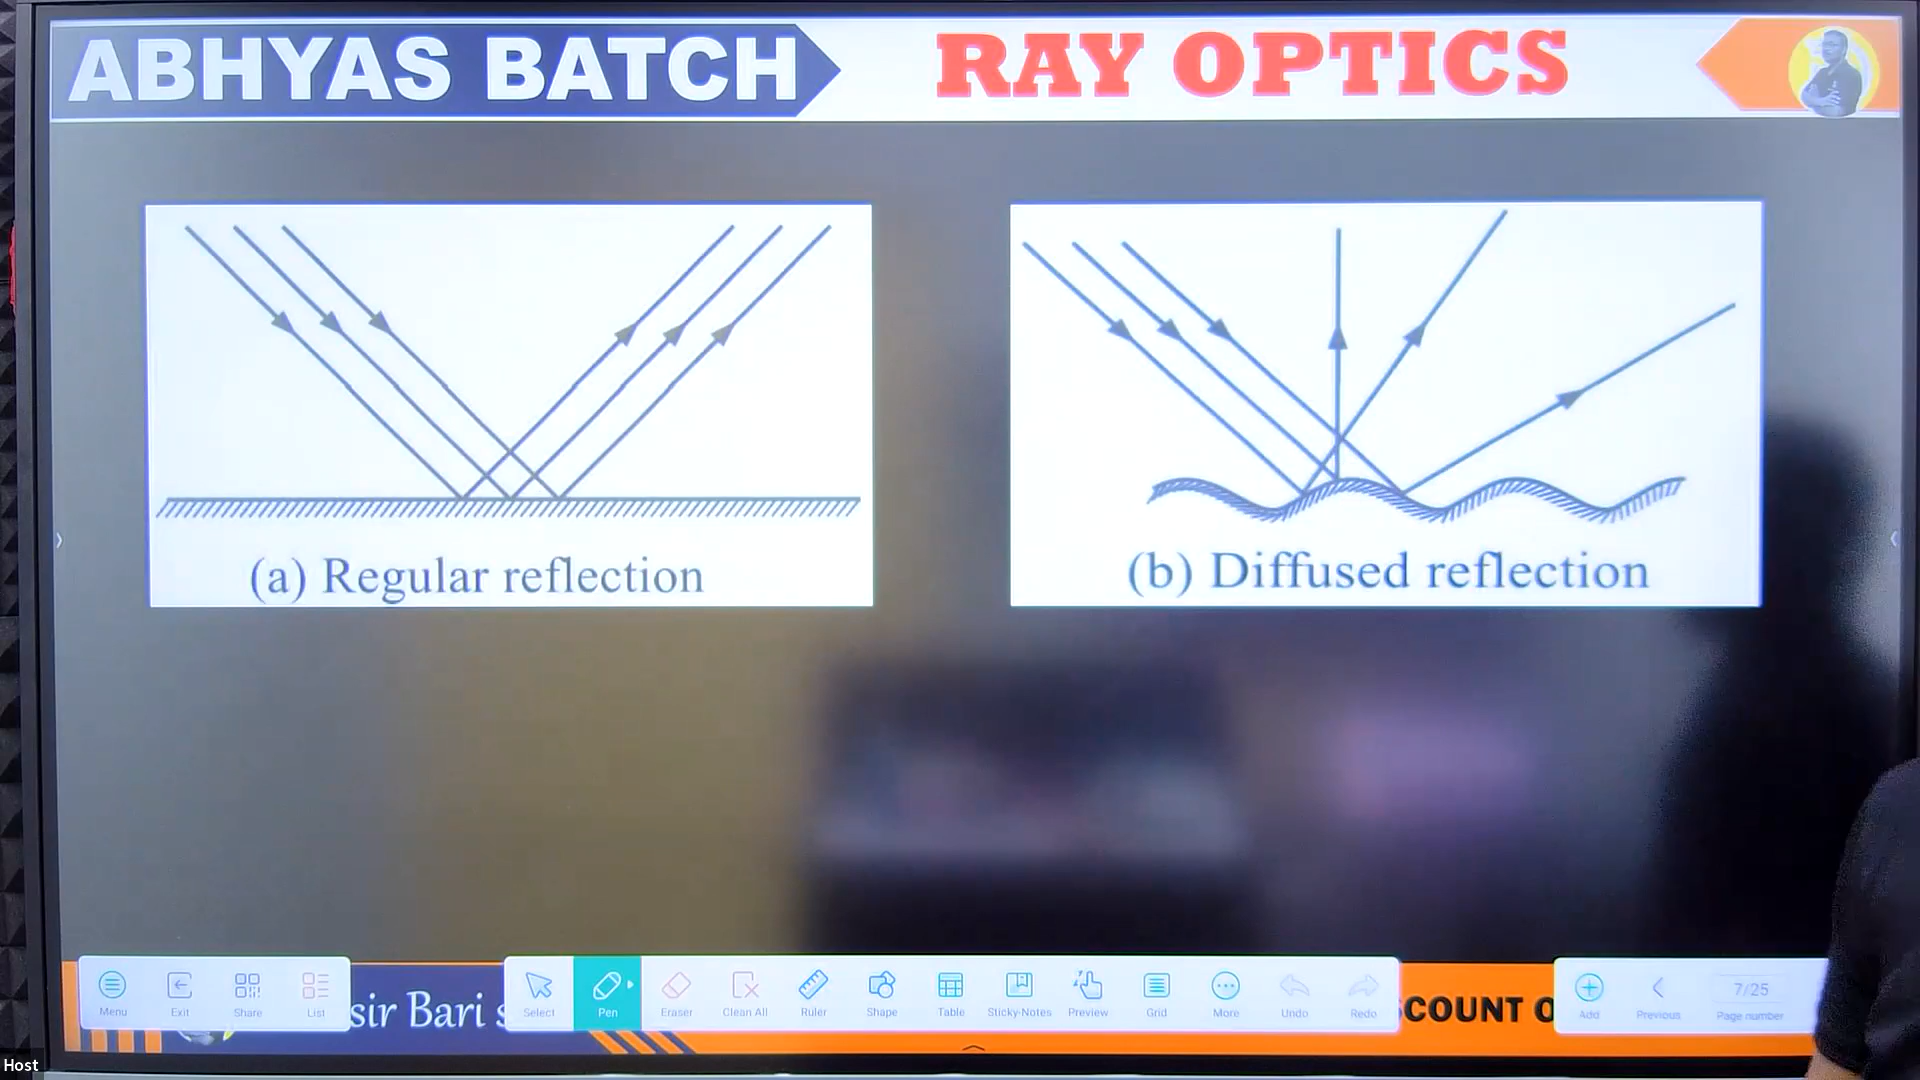 ABHYAS BATCH
RAY OPTICS
(a) Regular reflection
(b) Diffused reflection
Menu
Exit
Share
List
sir Bari
Select
Pen
Eraser
Clean All
Ruler
Shape
Table
Sticky-Notes
Preview
Grid
More
Undo
Redo
COUNT O
Add
Previous
7/25
Page number
Host